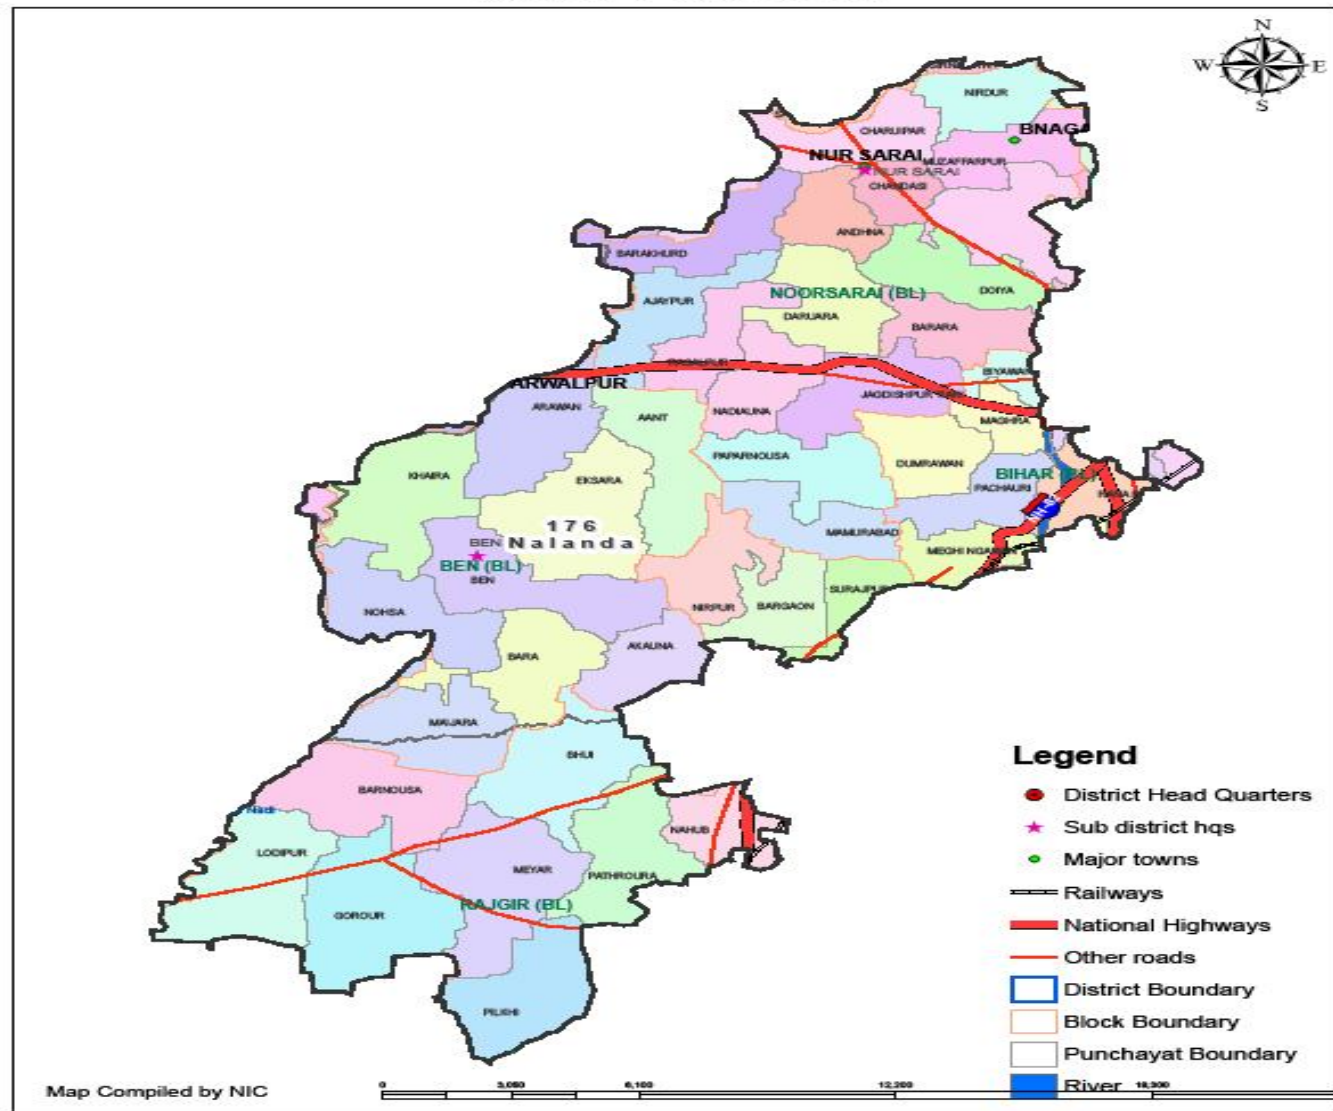 N
W E
S
NIRDUR
CHARUIPAR
BNAGA
NUR SARAI
MUZAFFARPUR
NUR SARAI
CHANDASI
ANDHNA
BARAKHURD
DOIYA
NOORSARAI (BL)
AJAYPUR
DARUARA
BARARA
BIYAWAN
ARWALPUR
JAGDISHPUR
ARAWAN
NADIAUNA
AANT
MAGHRA
PAPARNOUSA
DUMRAWAN
KHAIRA
BIHAR
EKSARA
PACHAURI
176
Nalanda
MAMURABAD
BEN
MEGHI
BEN (BL)
BEN
SURAJPUR
NOHSA
NIRPUR
BARGAON
AKAUNA
BARA
MAIJARA
BHUI
BARNOUSA
Nadi
NAHUB
LODIPUR
MEYAR
PATHROURA
RAJGIR (BL)
GOROUR
PILKHI
Legend
District Head Quarters
Sub district hqs
Major towns
Railways
National Highways
Other roads
District Boundary
Block Boundary
Punchayat Boundary
River
Map Compiled by NIC
0 3,050 6,100 12,200